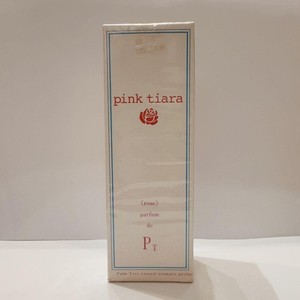 pink tiara
(rose)
parfum
de
PT